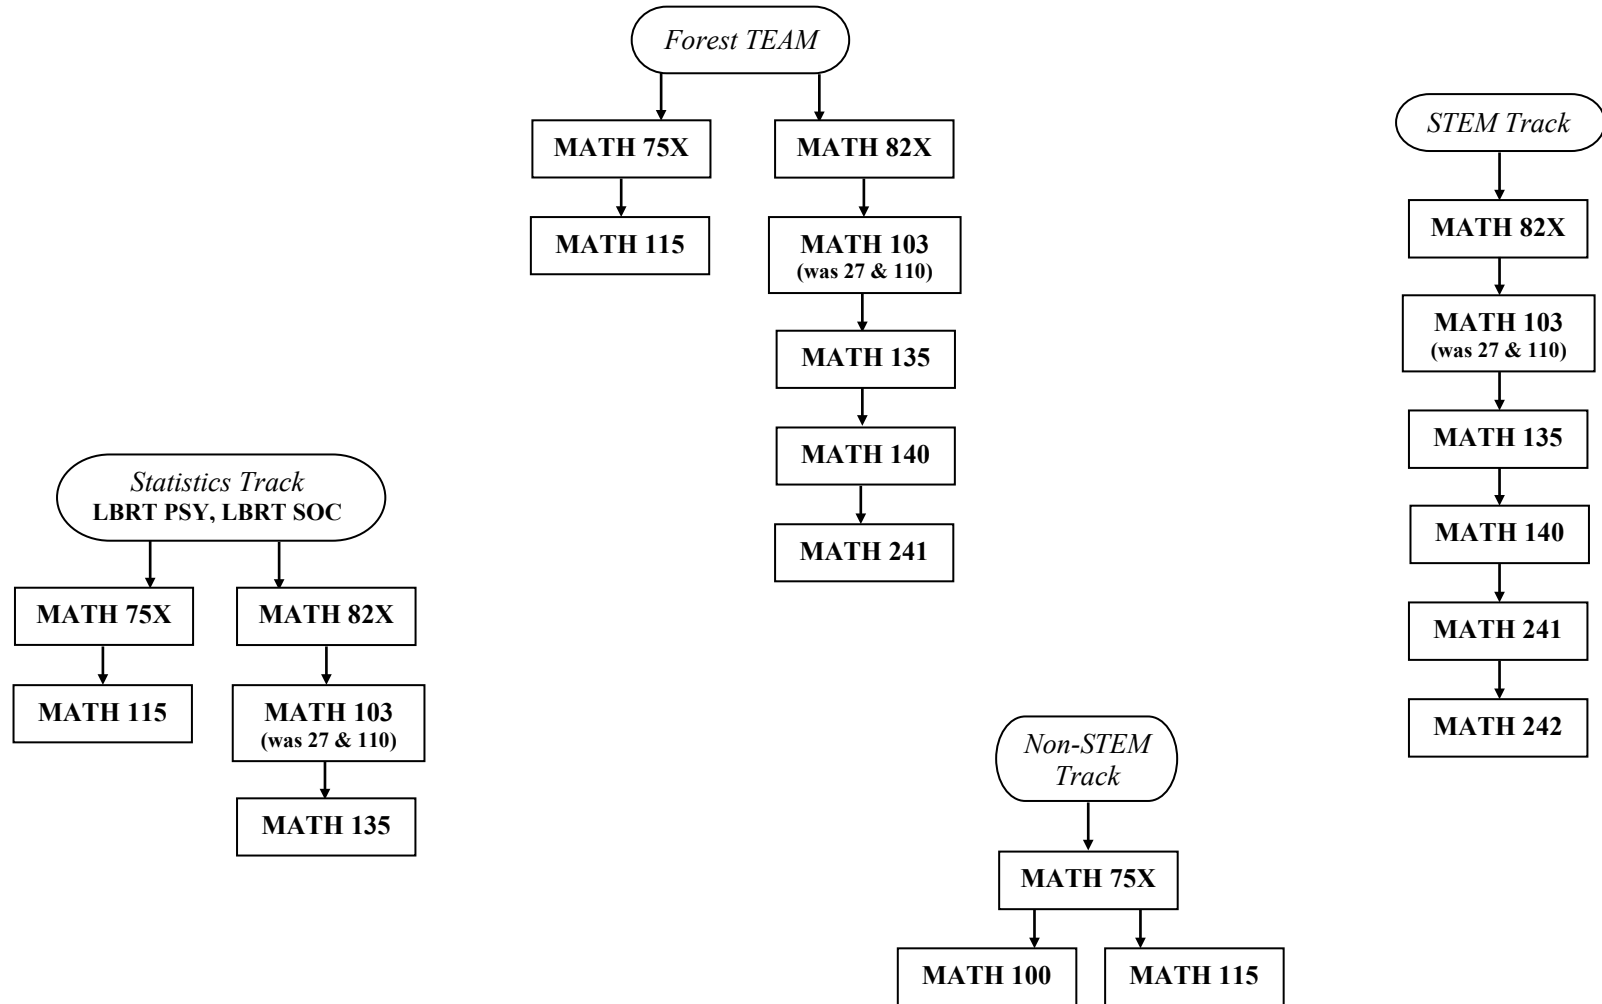 Forest TEAM
MATH 75X
MATH 82X
MATH 115
MATH 103
(was 27 & 110)
MATH 135
MATH 140
MATH 241
STEM Track
MATH 82X
MATH 103
(was 27 & 110)
MATH 135
MATH 140
MATH 241
MATH 242
Statistics Track
LBRT PSY, LBRT SOC
MATH 75X
MATH 82X
MATH 115
MATH 103
(was 27 & 110)
MATH 135
Non-STEM
Track
MATH 75X
MATH 100
MATH 115